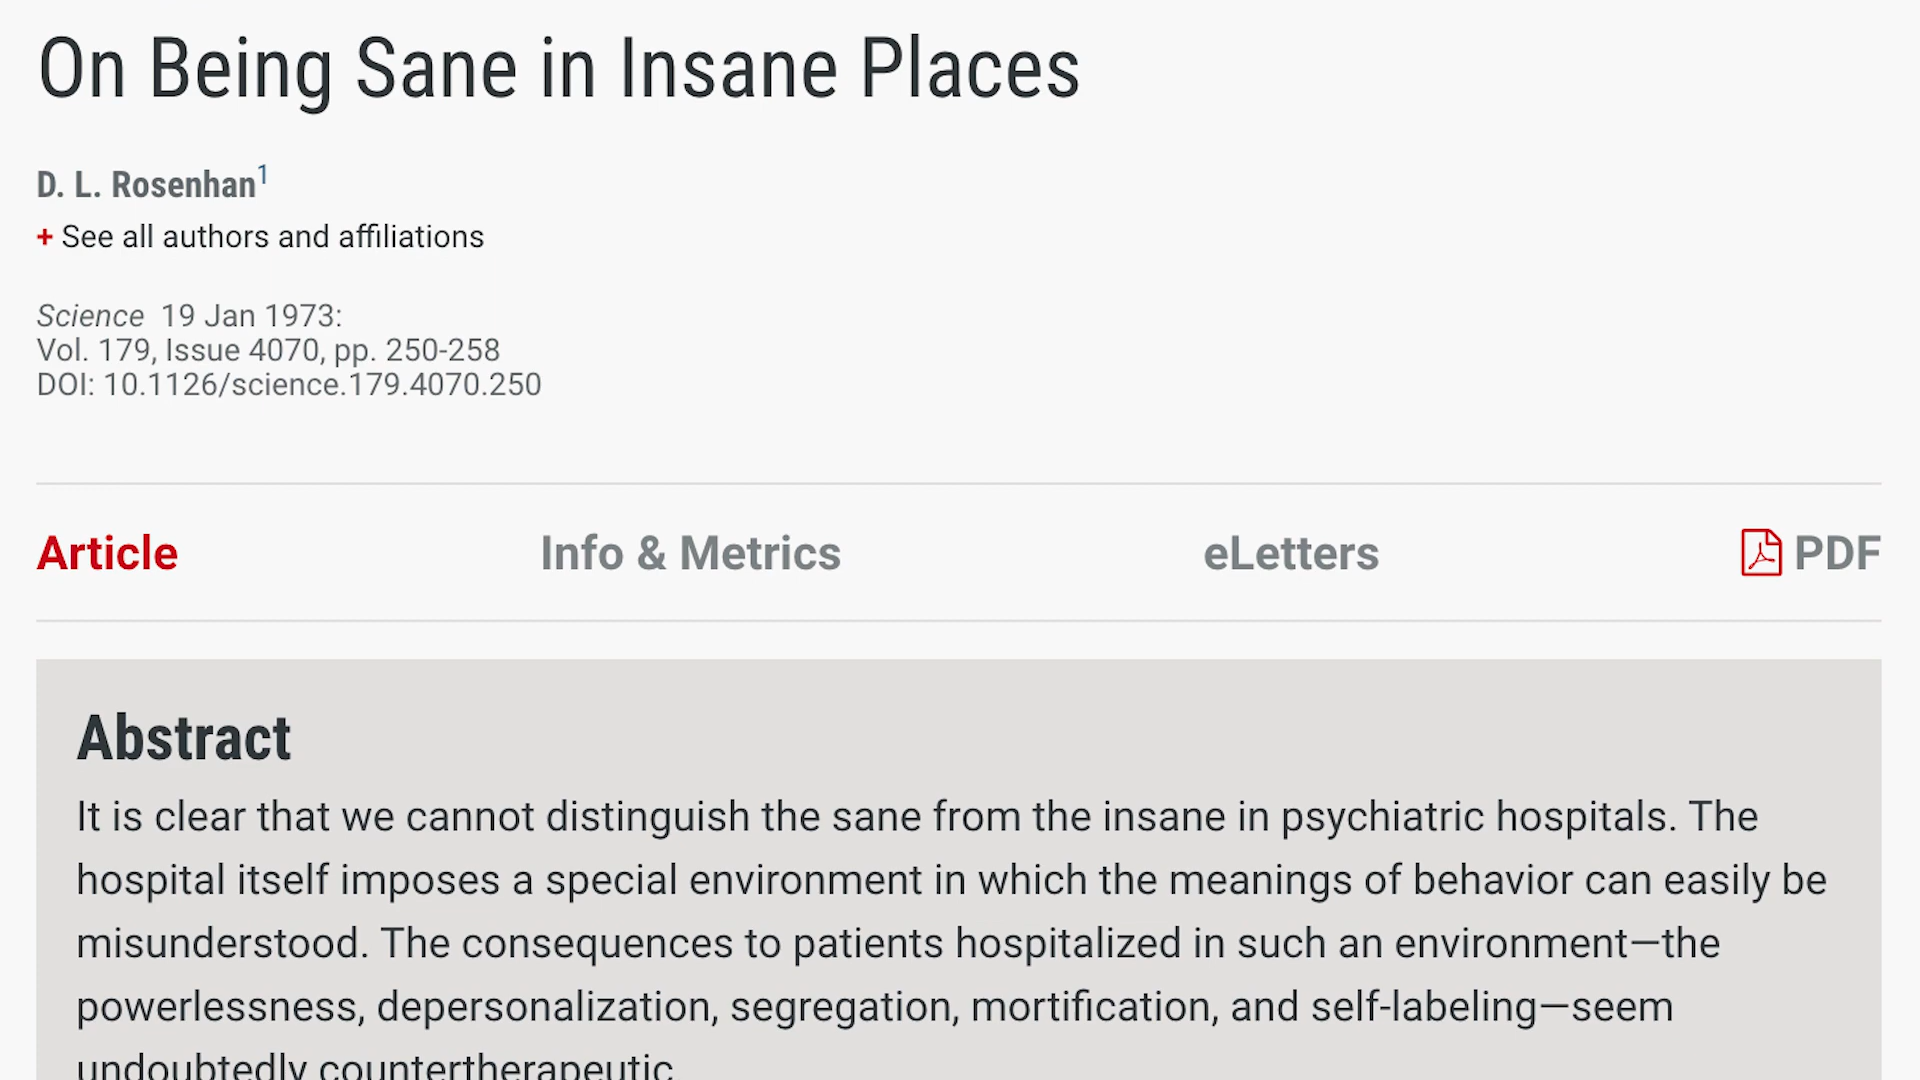 On Being Sane in Insane Places
D. L. Rosenhan1
+ See all authors and affiliations
Science 19 Jan 1973:
Vol. 179, Issue 4070, pp. 250-258
DOI: 10.1126/science.179.4070.250
Article Info & Metrics eLetters PDF
Abstract
It is clear that we cannot distinguish the sane from the insane in psychiatric hospitals. The
hospital itself imposes a special environment in which the meanings of behavior can easily be
misunderstood. The consequences to patients hospitalized in such an environment—the
powerlessness, depersonalization, segregation, mortification, and self-labeling—seem
undoubtedly countertherapeutic.